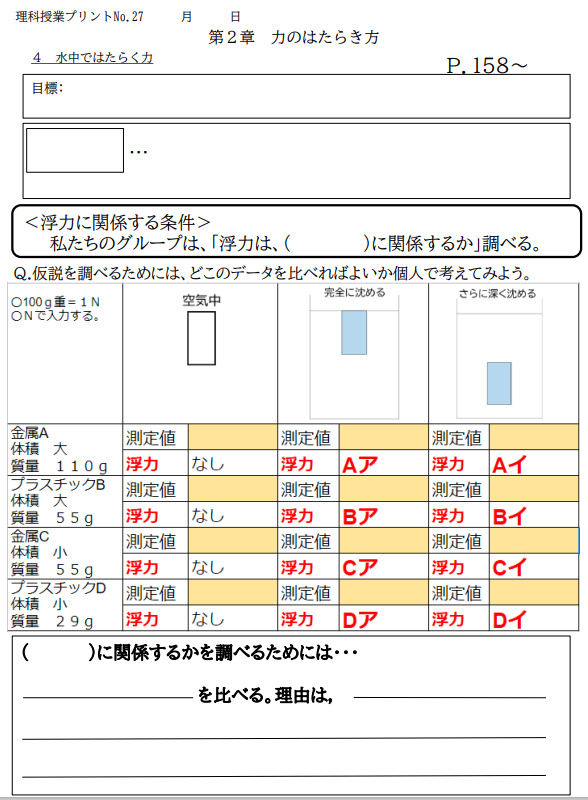 理科授業プリントNo.27　　月　　日
第２章　力のはたらき方
４　水中ではたらく力
Ｐ．158～
目標：
…
＜浮力に関係する条件＞
私たちのグループは、「浮力は、（　　　　）に関係するか」調べる。
Ｑ.仮説を調べるためには、どこのデータを比べればよいか個人で考えてみよう。
○100ｇ重＝１Ｎ
○Ｎで入力する。
空気中
完全に沈める
さらに深く沈める
金属A
体積　大
質量　１１０ｇ
測定値　測定値　測定値
浮力　なし　浮力　Aア　浮力　Aイ
プラスチックB
体積　大
質量　５５ｇ
測定値　測定値　測定値
浮力　なし　浮力　Bア　浮力　Bイ
金属C
体積　小
質量　５５ｇ
測定値　測定値　測定値
浮力　なし　浮力　Cア　浮力　Cイ
プラスチックD
体積　小
質量　２９ｇ
測定値　測定値　測定値
浮力　なし　浮力　Dア　浮力　Dイ
（　　　）に関係するかを調べるためには・・・
を比べる。理由は，